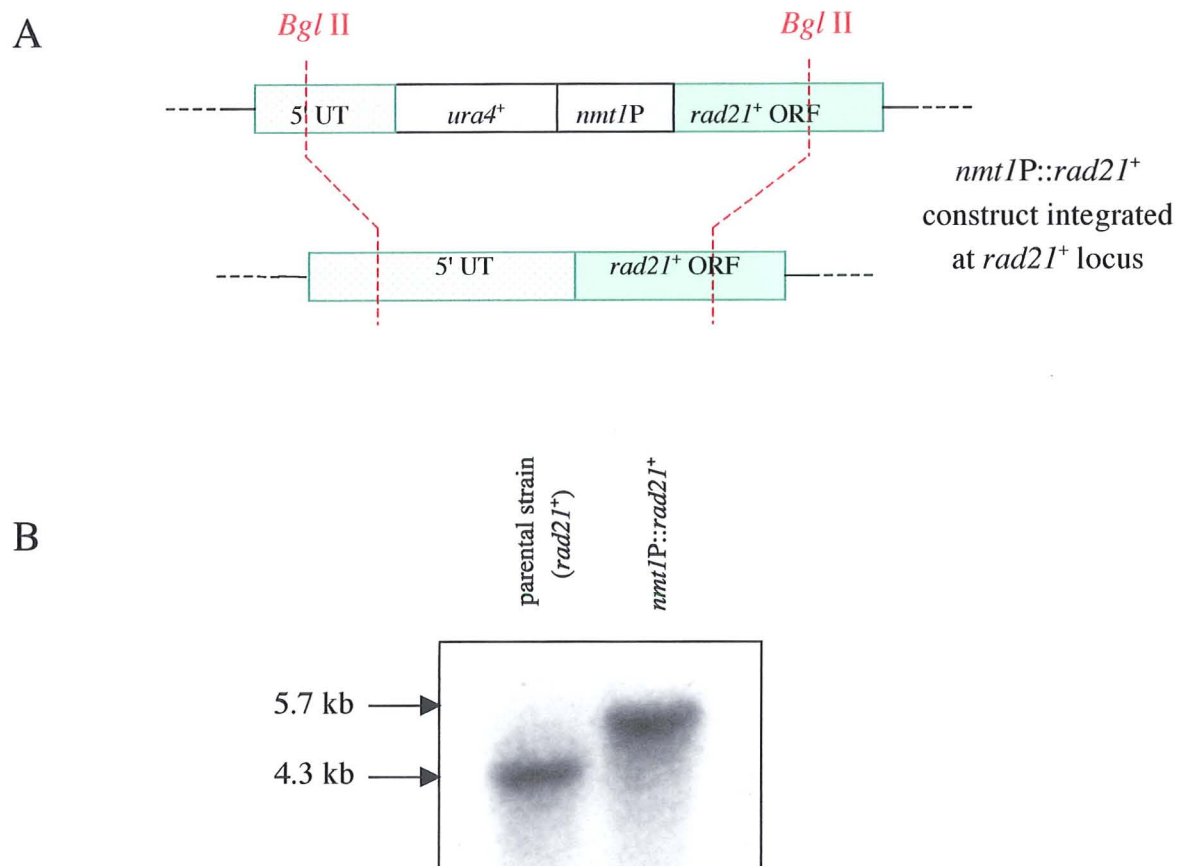 A
Bgl II
Bgl II
5' UT
ura4+
nmt1P
rad21+ ORF
5' UT
rad21+ ORF
nmt1P::rad21+
construct integrated
at rad21+ locus
B
parental strain
(rad21+)
nmt1P::rad21+
5.7 kb
4.3 kb